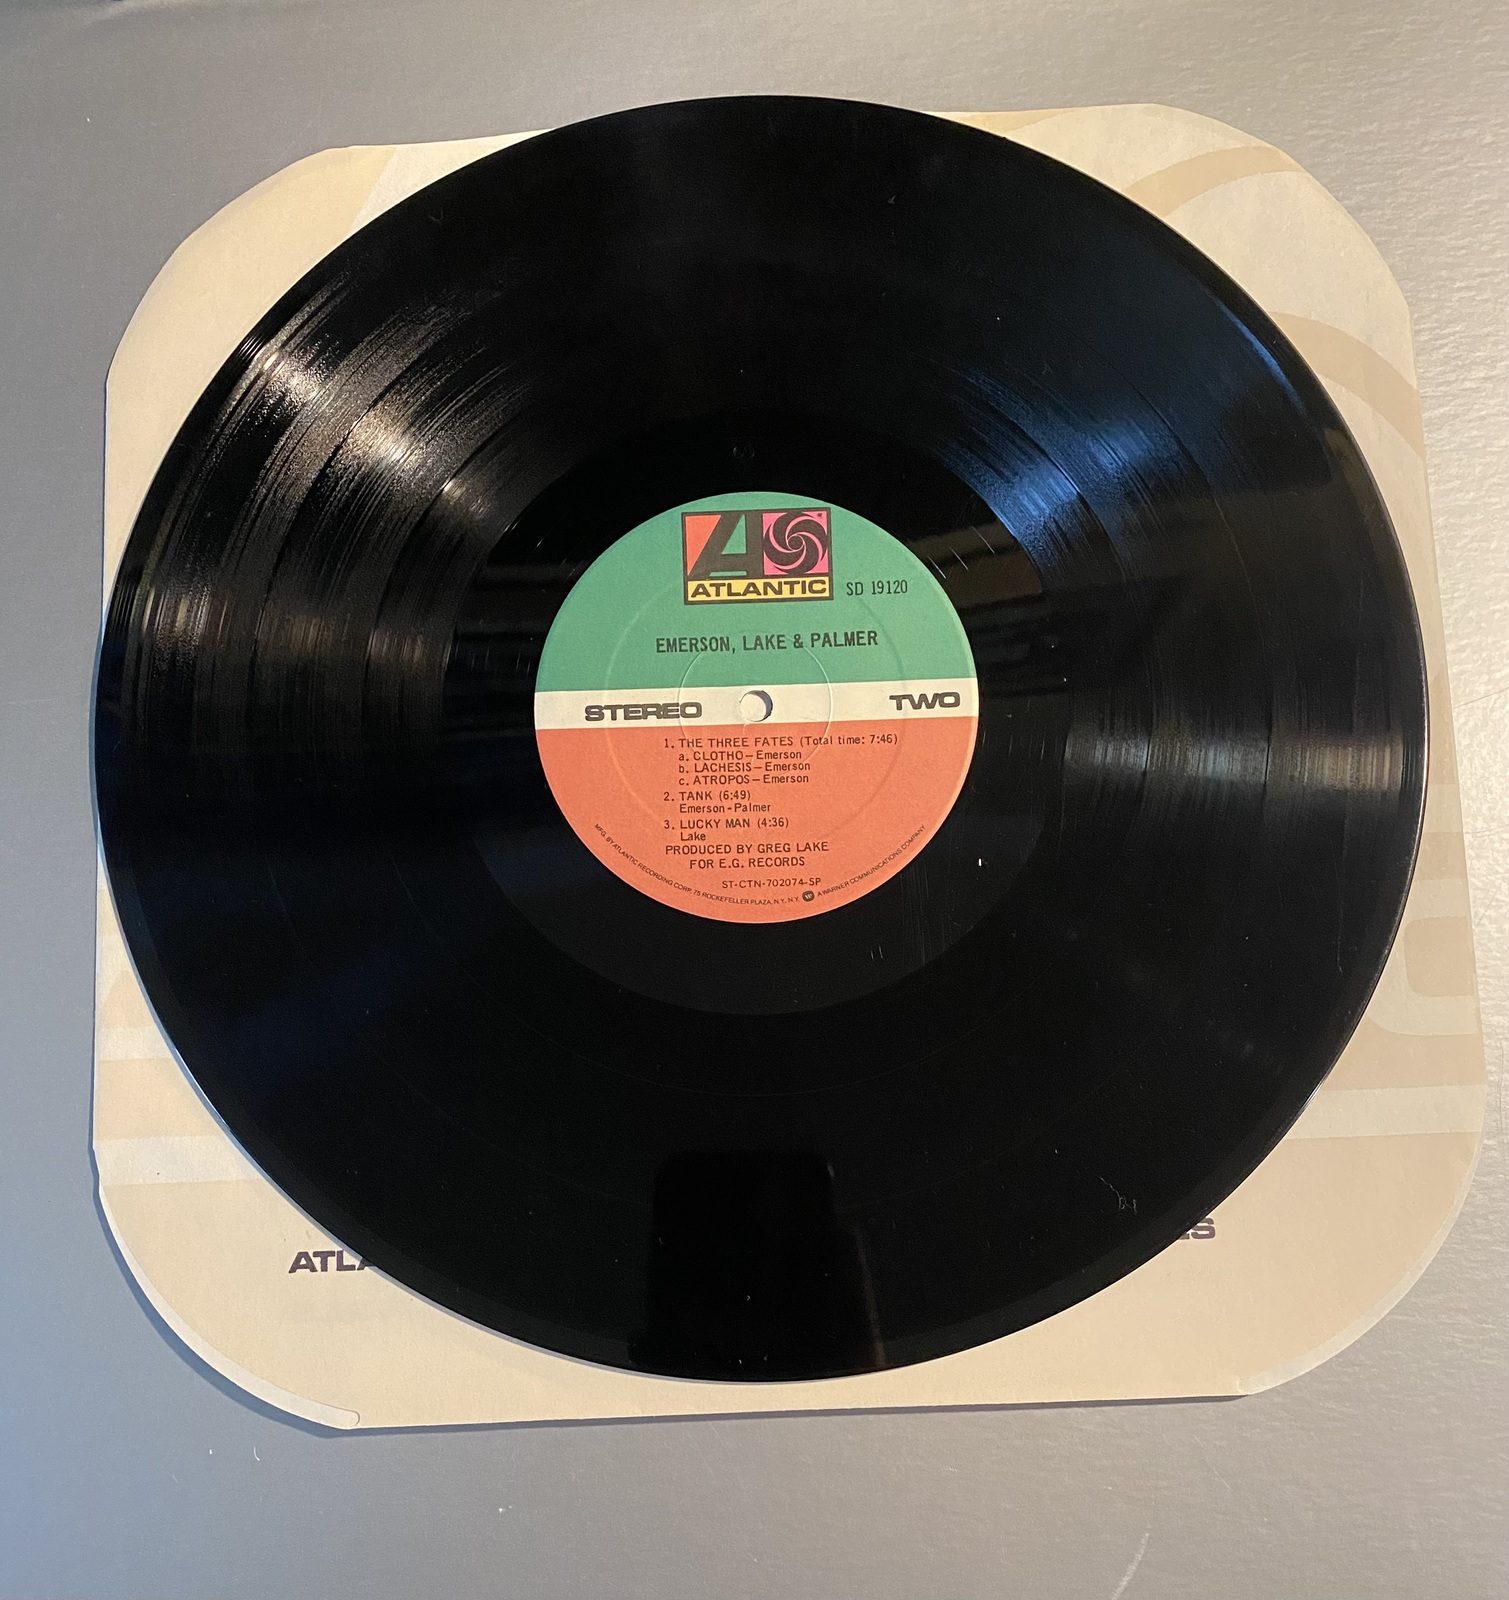 ATLANTIC
SD 19120
EMERSON, LAKE & PALMER
STEREO
TWO
1. THE THREE FATES (Total time: 7:46)
a. CLOTHO—Emerson
b. LACHESIS—Emerson
c. ATROPOS—Emerson
2. TANK (6:49)
Emerson-Palmer
3. LUCKY MAN (4:36)
Lake
PRODUCED BY GREG LAKE
FOR E.G. RECORDS
ST-CTN-702074-SP
MFG. BY ATLANTIC RECORDING CORP. 75 ROCKEFELLER PLAZA, N.Y., N.Y. A WARNER COMMUNICATIONS COMPANY
ATLA
ES